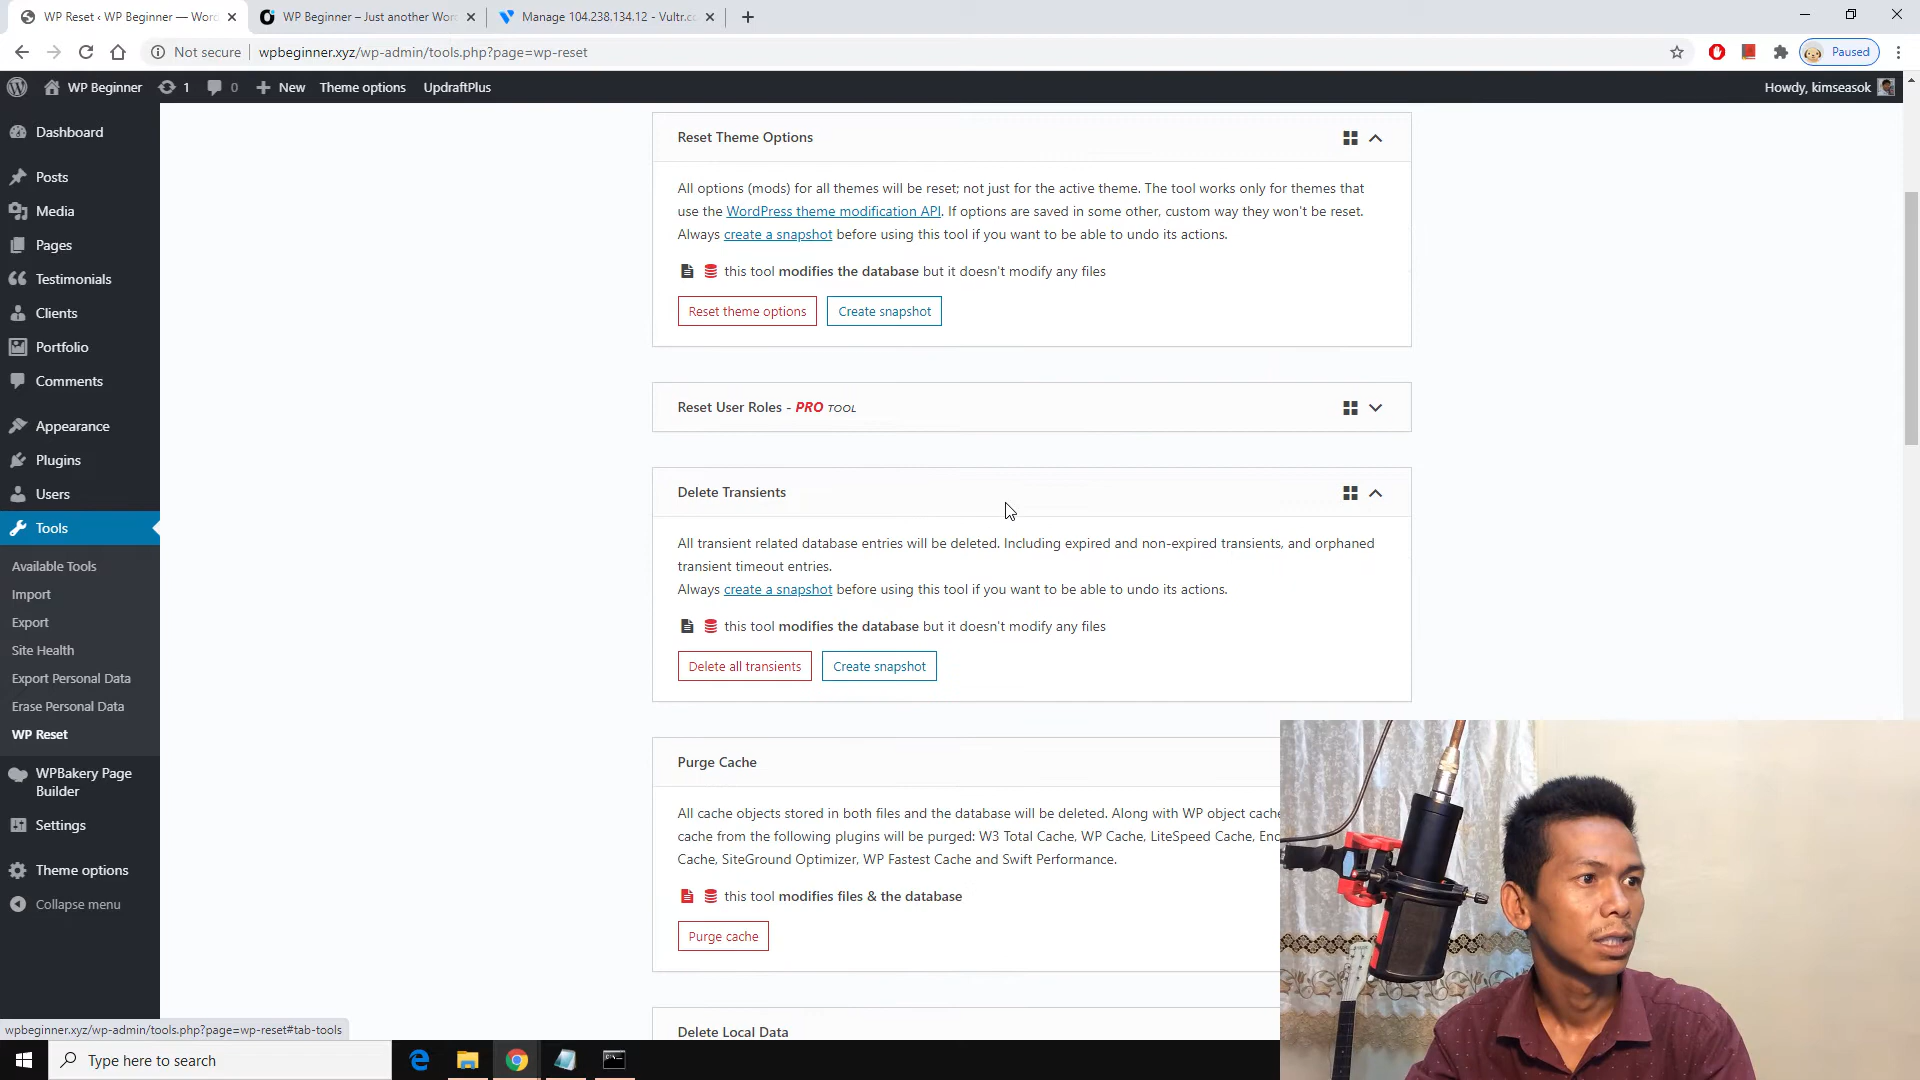 WP Reset ‹ WP Beginner — Word
WP Beginner – Just another Word
Manage 104.238.134.12 - Vultr.co
Not secure
wpbeginner.xyz/wp-admin/tools.php?page=wp-reset
Paused
WP Beginner
1
0
New
Theme options
UpdraftPlus
Howdy, kimseasok
Dashboard
Posts
Media
Pages
Testimonials
Clients
Portfolio
Comments
Appearance
Plugins
Users
Tools
Available Tools
Import
Export
Site Health
Export Personal Data
Erase Personal Data
WP Reset
WPBakery Page
Builder
Settings
Theme options
Collapse menu
Reset Theme Options
All options (mods) for all themes will be reset; not just for the active theme. The tool works only for themes that
use the WordPress theme modification API. If options are saved in some other, custom way they won't be reset.
Always create a snapshot before using this tool if you want to be able to undo its actions.
this tool modifies the database but it doesn't modify any files
Reset theme options
Create snapshot
Reset User Roles - PRO TOOL
Delete Transients
All transient related database entries will be deleted. Including expired and non-expired transients, and orphaned
transient timeout entries.
Always create a snapshot before using this tool if you want to be able to undo its actions.
this tool modifies the database but it doesn't modify any files
Delete all transients
Create snapshot
Purge Cache
All cache objects stored in both files and the database will be deleted. Along with WP object cache
cache from the following plugins will be purged: W3 Total Cache, WP Cache, LiteSpeed Cache, End
Cache, SiteGround Optimizer, WP Fastest Cache and Swift Performance.
this tool modifies files & the database
Purge cache
Delete Local Data
wpbeginner.xyz/wp-admin/tools.php?page=wp-reset#tab-tools
Type here to search